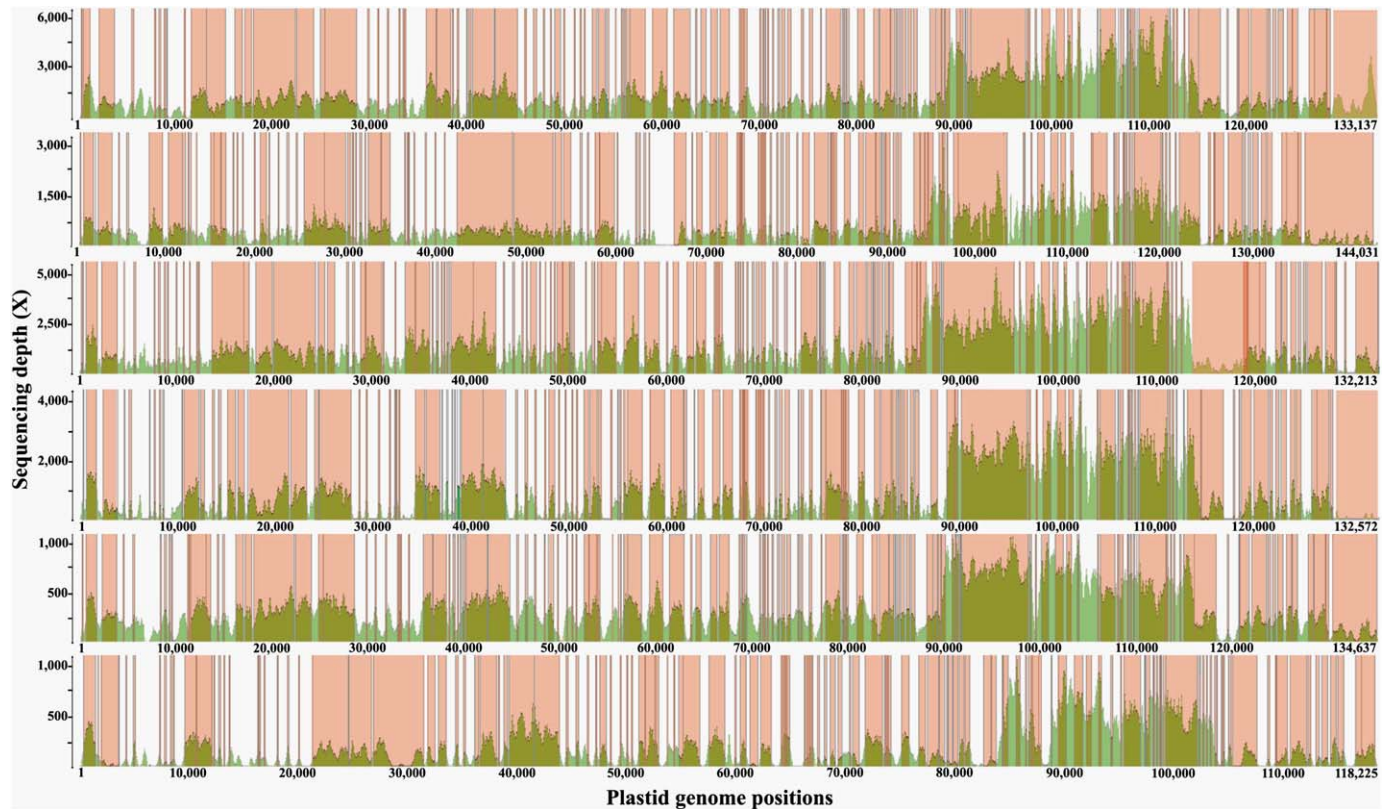 6,000
3,000
1 10,000 20,000 30,000 40,000 50,000 60,000 70,000 80,000 90,000 100,000 110,000 120,000 133,137
3,000
1,500
1 10,000 20,000 30,000 40,000 50,000 60,000 70,000 80,000 90,000 100,000 110,000 120,000 130,000 144,031
5,000
2,500
1 10,000 20,000 30,000 40,000 50,000 60,000 70,000 80,000 90,000 100,000 110,000 120,000 132,213
Sequencing depth (X)
4,000
2,000
1 10,000 20,000 30,000 40,000 50,000 60,000 70,000 80,000 90,000 100,000 110,000 120,000 132,572
1,000
500
1 10,000 20,000 30,000 40,000 50,000 60,000 70,000 80,000 90,000 100,000 110,000 120,000 134,637
1,000
500
1 10,000 20,000 30,000 40,000 50,000 60,000 70,000 80,000 90,000 100,000 110,000 118,225
Plastid genome positions